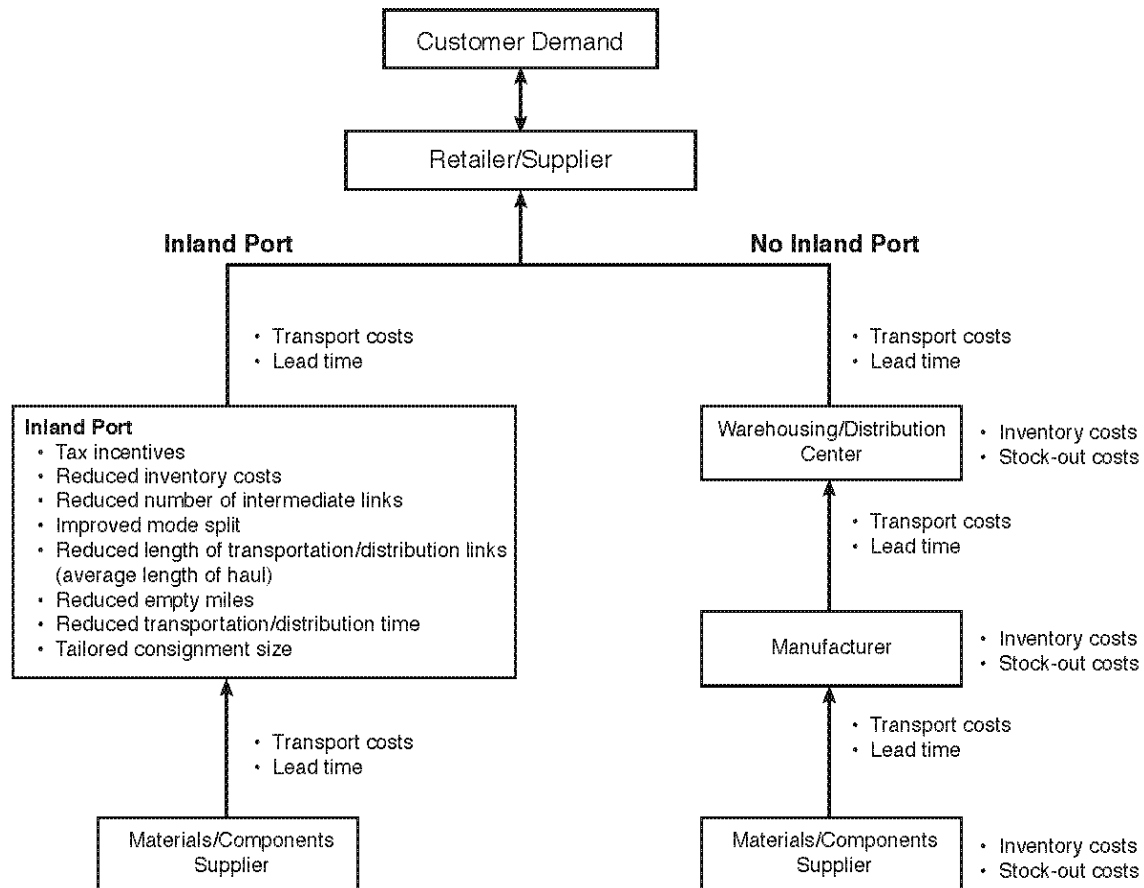 Customer Demand
Retailer/Supplier
Inland Port
No Inland Port
• Transport costs
• Lead time
• Transport costs
• Lead time
Inland Port
• Tax incentives
• Reduced inventory costs
• Reduced number of intermediate links
• Improved mode split
• Reduced length of transportation/distribution links
(average length of haul)
• Reduced empty miles
• Reduced transportation/distribution time
• Tailored consignment size
Warehousing/Distribution
Center
• Inventory costs
• Stock-out costs
• Transport costs
• Lead time
Manufacturer
• Inventory costs
• Stock-out costs
• Transport costs
• Lead time
• Transport costs
• Lead time
Materials/Components
Supplier
Materials/Components
Supplier
• Inventory costs
• Stock-out costs